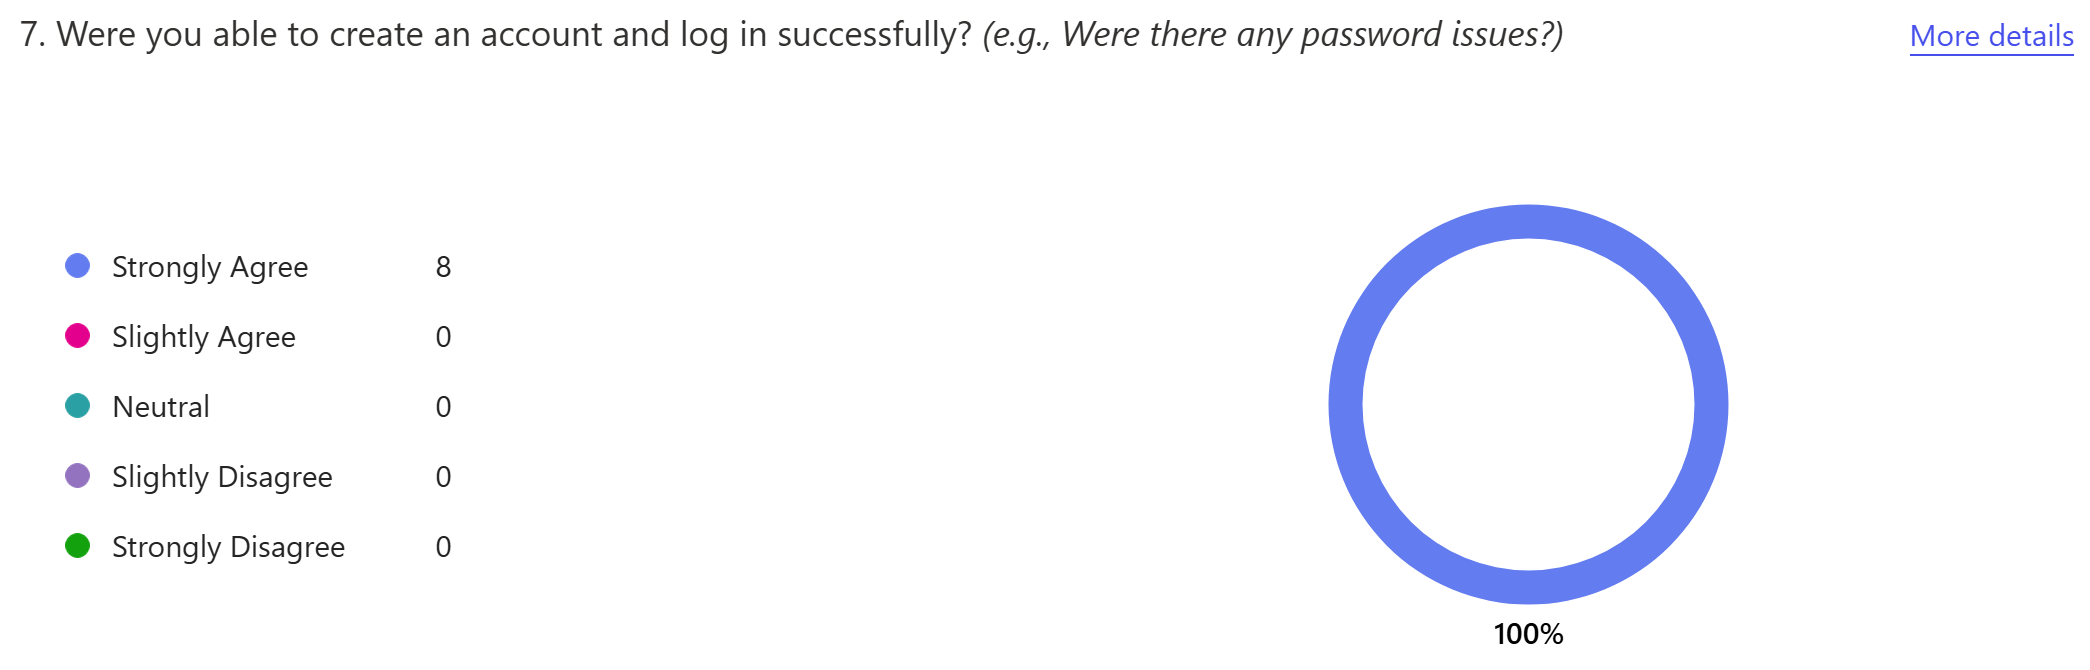 7. Were you able to create an account and log in successfully? (e.g., Were there any password issues?)
More details
Strongly Agree 8
Slightly Agree 0
Neutral 0
Slightly Disagree 0
Strongly Disagree 0
100%